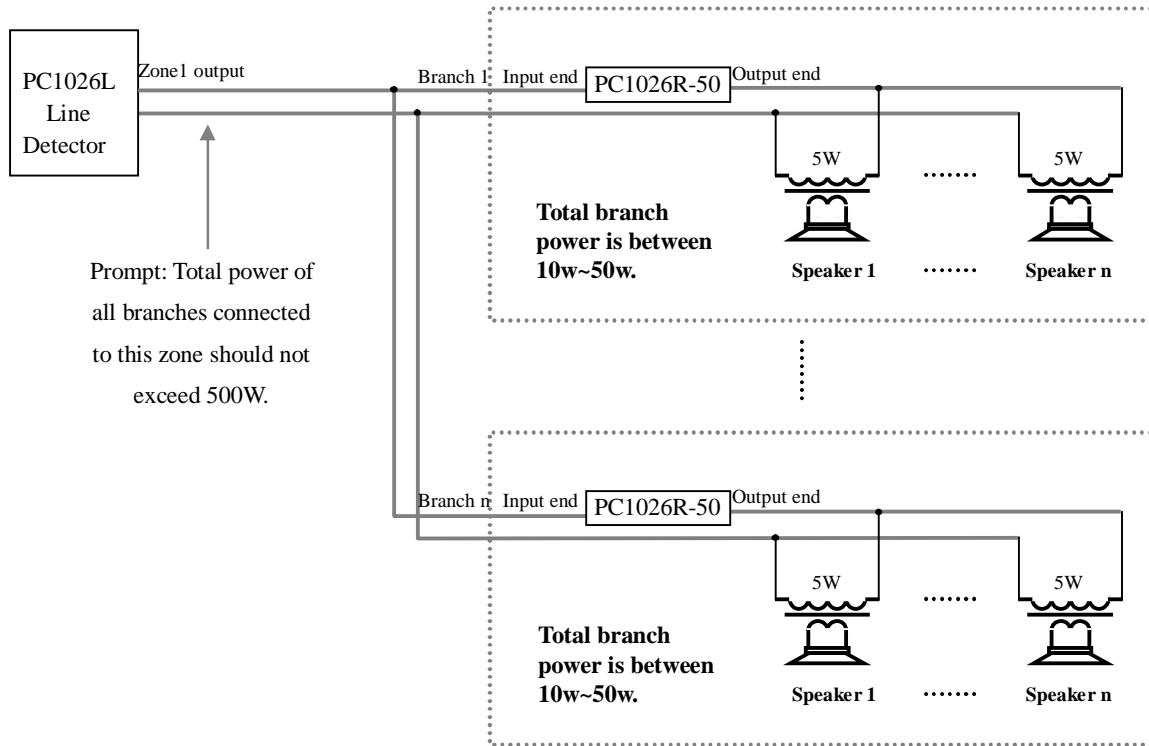 PC1026L
Line
Detector
Zone1 output
Branch 1
Input end
PC1026R-50
Output end
5W
5W
Total branch
power is between
10w~50w.
Speaker 1
Speaker n
Prompt: Total power of
all branches connected
to this zone should not
exceed 500W.
Branch n
Input end
PC1026R-50
Output end
5W
5W
Total branch
power is between
10w~50w.
Speaker 1
Speaker n